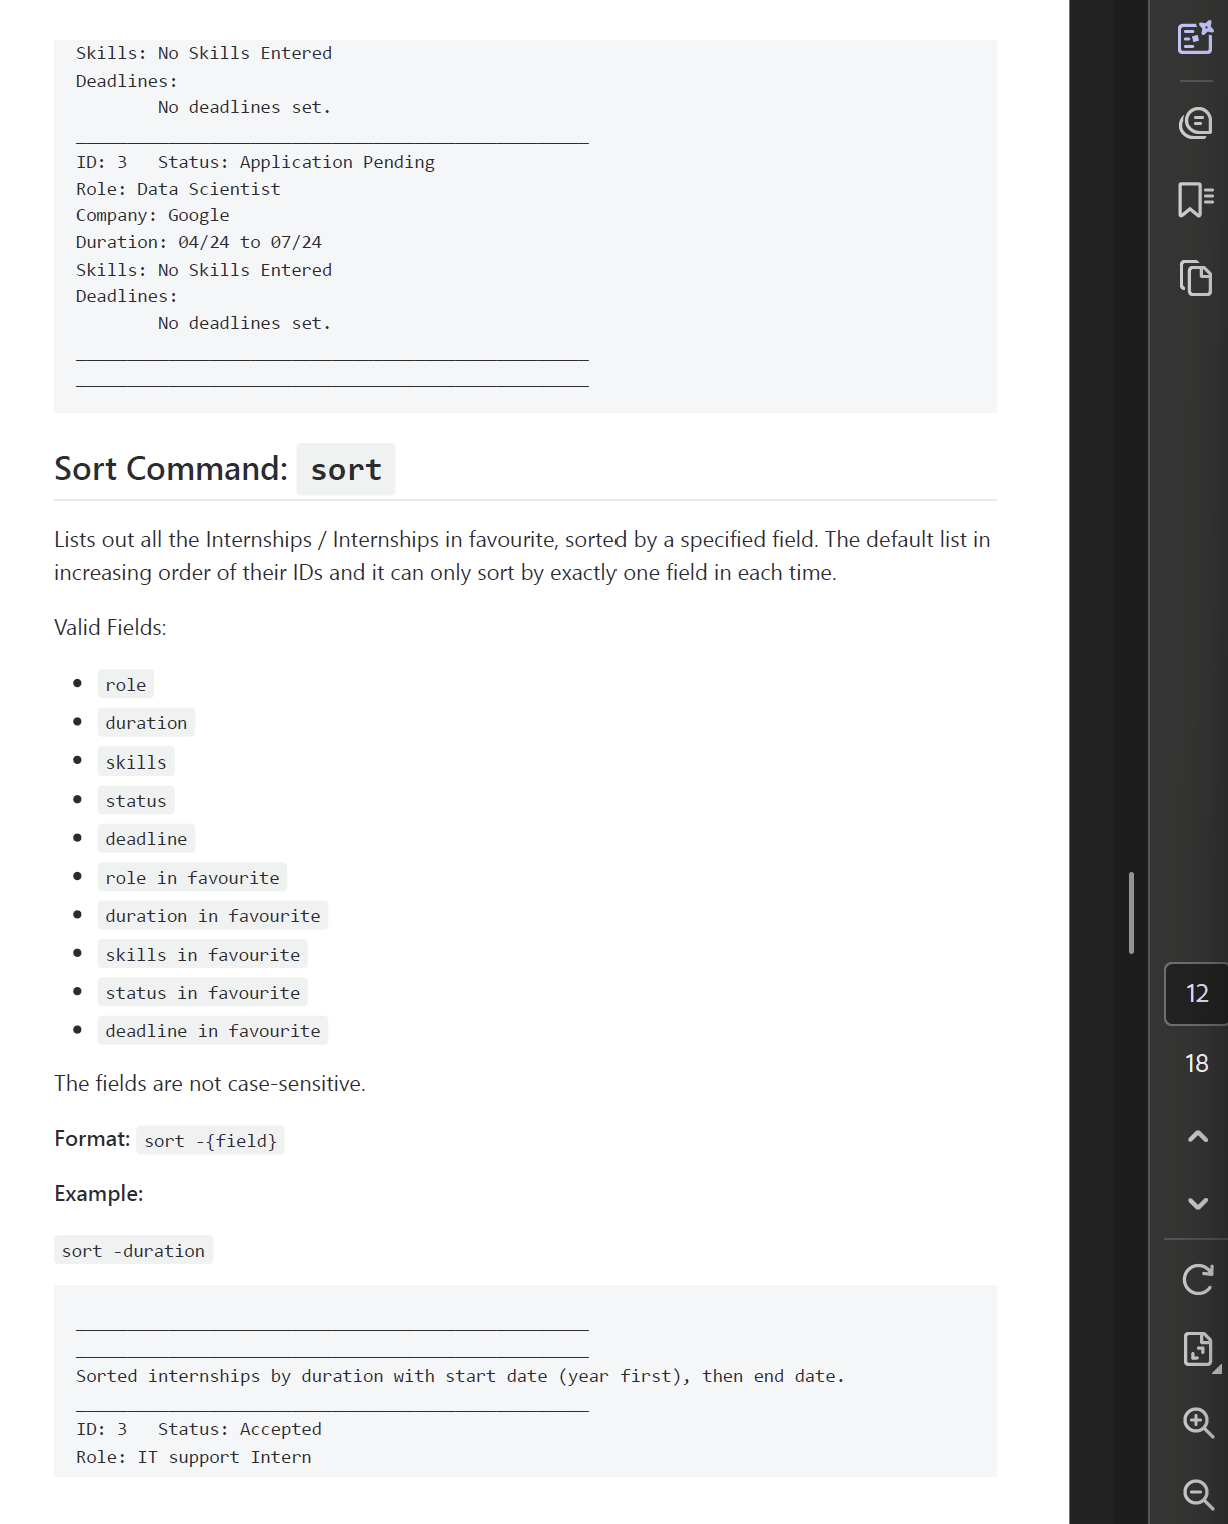 Skills: No Skills Entered
Deadlines:
No deadlines set.
ID: 3   Status: Application Pending
Role: Data Scientist
Company: Google
Duration: 04/24 to 07/24
Skills: No Skills Entered
Deadlines:
No deadlines set.
Sort Command: sort
Lists out all the Internships / Internships in favourite, sorted by a specified field. The default list in
increasing order of their IDs and it can only sort by exactly one field in each time.
Valid Fields:
role
duration
skills
status
deadline
role in favourite
duration in favourite
skills in favourite
status in favourite
deadline in favourite
The fields are not case-sensitive.
Format: sort -{field}
Example:
sort -duration
Sorted internships by duration with start date (year first), then end date.
ID: 3   Status: Accepted
Role: IT support Intern
12
18